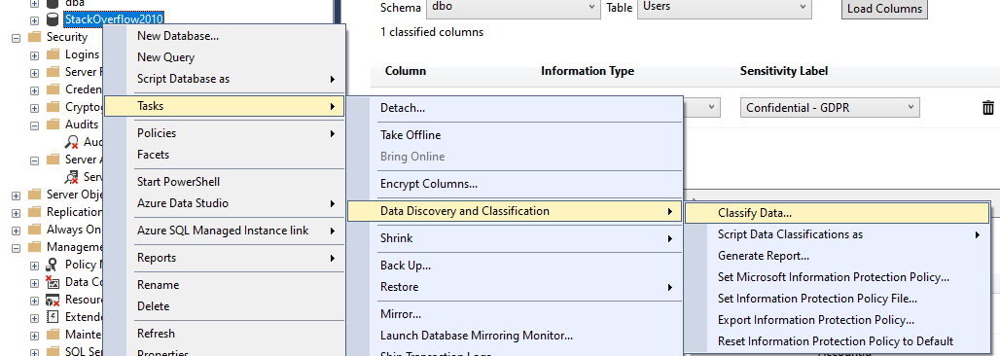 dba
StackOverflow2010
Security
Logins
Server R
Creden
Crypto
Audits
Aud
Server A
Serv
Server Obje
Replication
Always On
Manageme
Policy M
Data Co
Resour
Extende
Mainte
SQL Se
New Database...
New Query
Script Database as
Tasks
Policies
Facets
Start PowerShell
Azure Data Studio
Azure SQL Managed Instance link
Reports
Rename
Delete
Refresh
Properties
Detach...
Take Offline
Bring Online
Encrypt Columns...
Data Discovery and Classification
Shrink
Back Up...
Restore
Mirror...
Launch Database Mirroring Monitor...
Ship Transaction Logs
Classify Data...
Script Data Classifications as
Generate Report...
Set Microsoft Information Protection Policy...
Set Information Protection Policy File...
Export Information Protection Policy...
Reset Information Protection Policy to Default
Schema dbo Table Users Load Columns
1 classified columns
Column Information Type Sensitivity Label
Confidential - GDPR